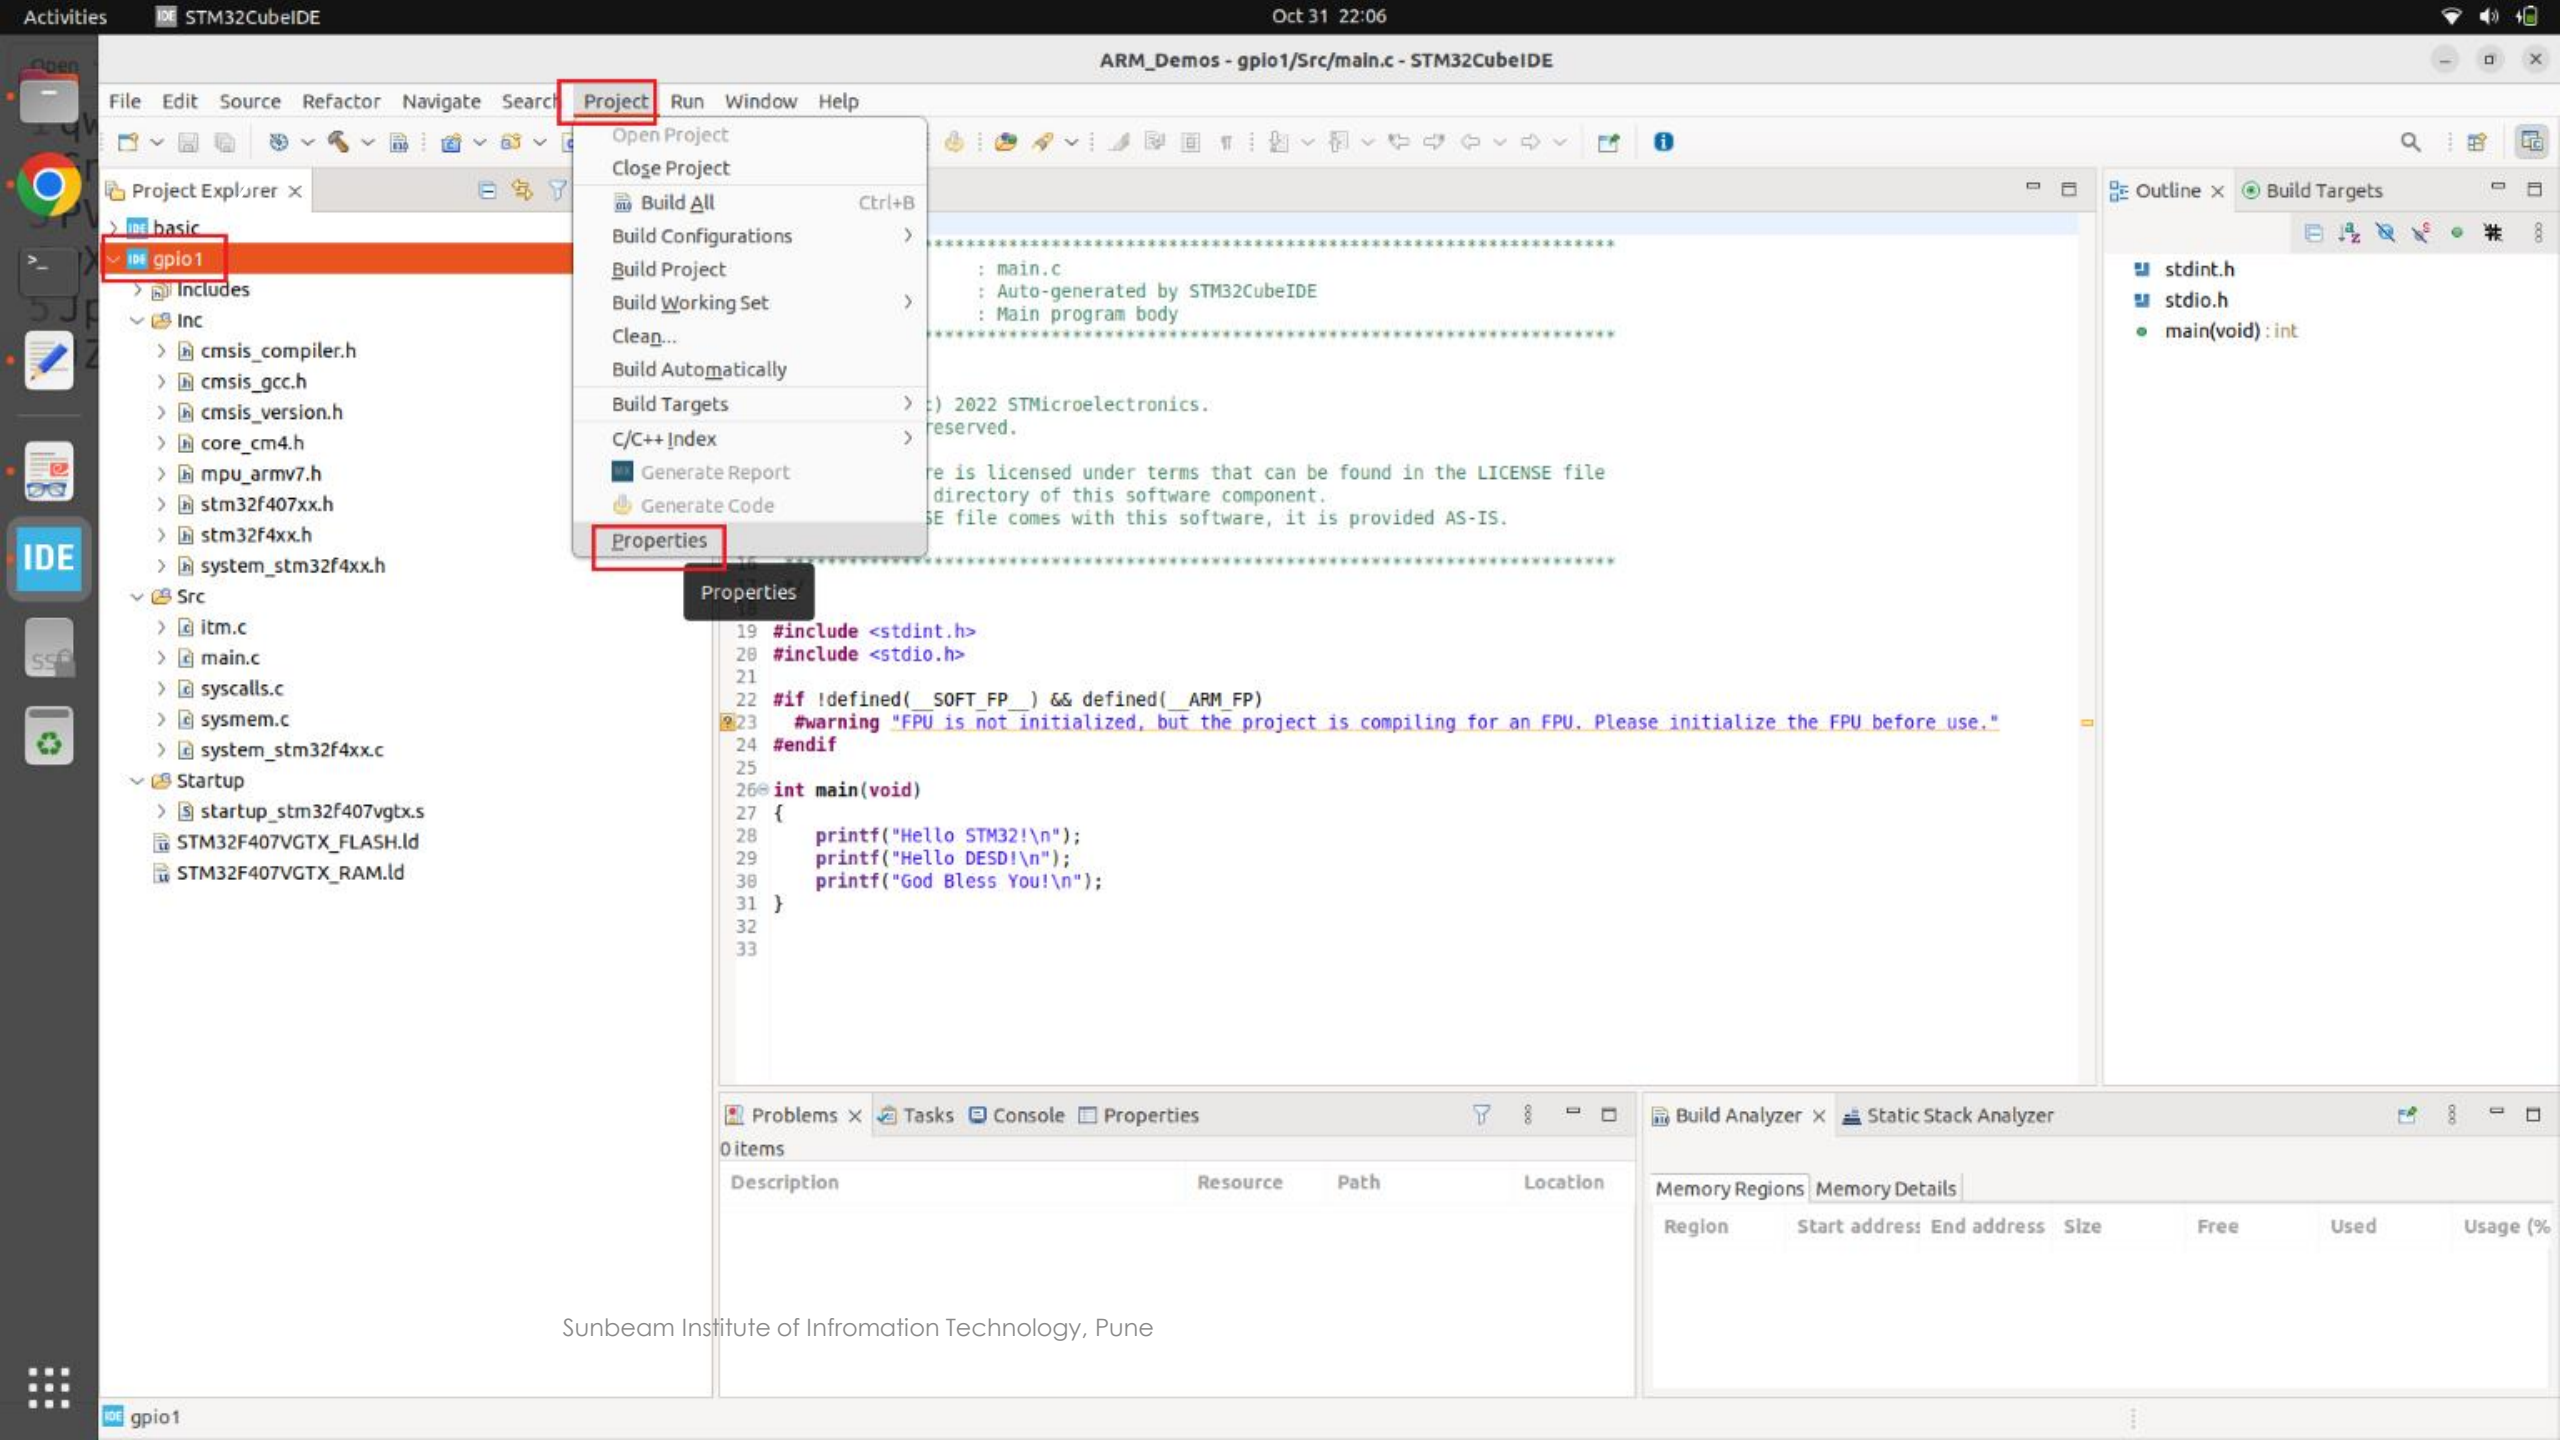 Activities STM32CubeIDE Oct 31 22:06
ARM_Demos - gpio1/Src/main.c - STM32CubeIDE
File Edit Source Refactor Navigate Search Project Run Window Help
Open Project
Close Project
Build All Ctrl+B
Build Configurations
Build Project
Build Working Set
Clean...
Build Automatically
Build Targets
C/C++ Index
Generate Report
Generate Code
Properties
Properties
Project Explorer
basic
gpio1
Includes
Inc
cmsis_compiler.h
cmsis_gcc.h
cmsis_version.h
core_cm4.h
mpu_armv7.h
stm32f407xx.h
stm32f4xx.h
system_stm32f4xx.h
Src
itm.c
main.c
syscalls.c
sysmem.c
system_stm32f4xx.c
Startup
startup_stm32f407vgtx.s
STM32F407VGTX_FLASH.ld
STM32F407VGTX_RAM.ld
******************************************************************
: main.c
: Auto-generated by STM32CubeIDE
: Main program body
******************************************************************
) 2022 STMicroelectronics.
reserved.
re is licensed under terms that can be found in the LICENSE file
directory of this software component.
SE file comes with this software, it is provided AS-IS.
******************************************************************************
19 #include <stdint.h>
20 #include <stdio.h>
21
22 #if !defined(__SOFT_FP__) && defined(__ARM_FP)
23 #warning "FPU is not initialized, but the project is compiling for an FPU. Please initialize the FPU before use."
24 #endif
25
26 int main(void)
27 {
28 printf("Hello STM32!\n");
29 printf("Hello DESD!\n");
30 printf("God Bless You!\n");
31 }
32
33
Outline Build Targets
stdint.h
stdio.h
main(void) : int
Problems Tasks Console Properties
0 items
Description Resource Path Location
Build Analyzer Static Stack Analyzer
Memory Regions Memory Details
Region Start address End address Size Free Used Usage (%
Sunbeam Institute of Infromation Technology, Pune
gpio1
IDE